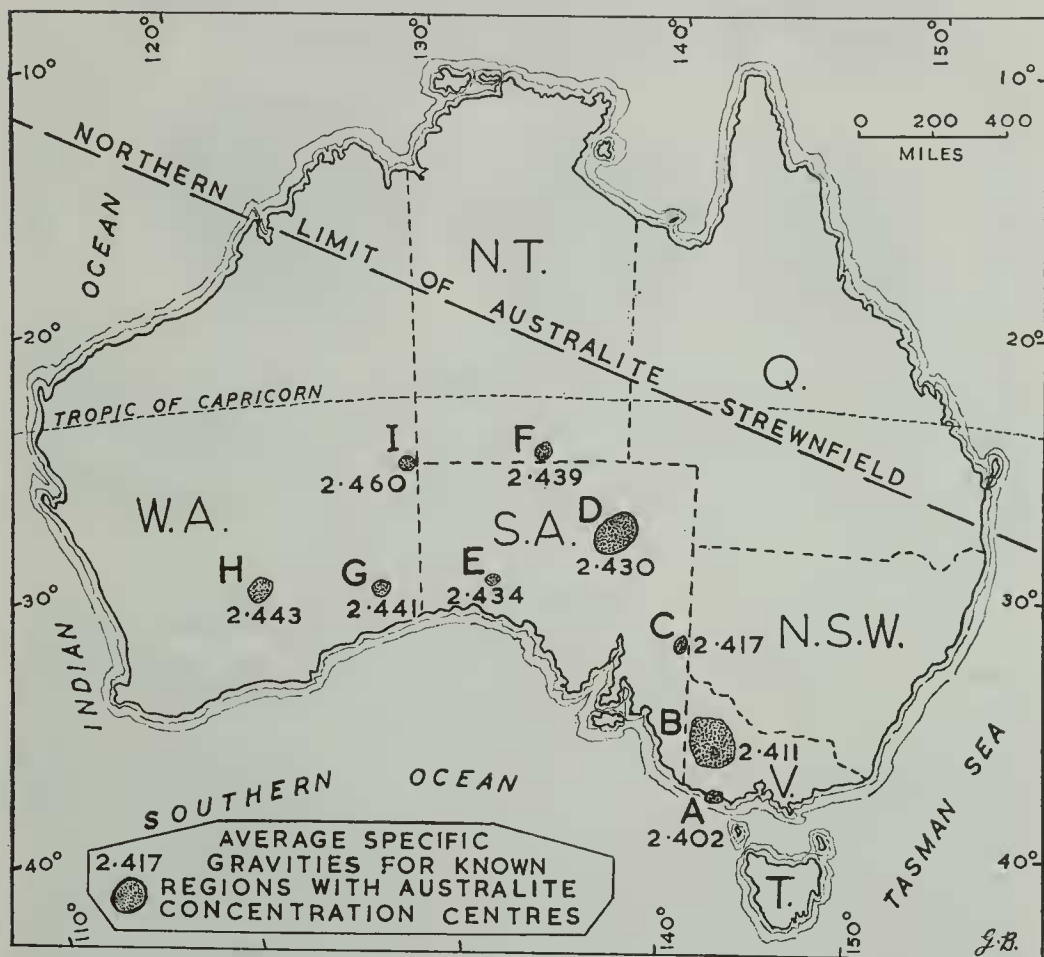 120° 130° 140° 150°
10° 10°
0 200 400
MILES
NORTHERN LIMIT OF AUSTRALITE STREWNFIELD
OCEAN
N.T.
20° 20°
Q.
TROPIC OF CAPRICORN
I
2·460
F
2·439
W.A.
S.A.
D
2·430
H
2·443
G
2·441
E
2·434
30° 30°
C 2·417
N.S.W.
INDIAN
B
2·411
V.
A
2·402
SOUTHERN OCEAN
TASMAN SEA
T.
40° 40°
AVERAGE SPECIFIC
2·417 GRAVITIES FOR KNOWN
REGIONS WITH AUSTRALITE
CONCENTRATION CENTRES
110° 140° 150°
G.B.